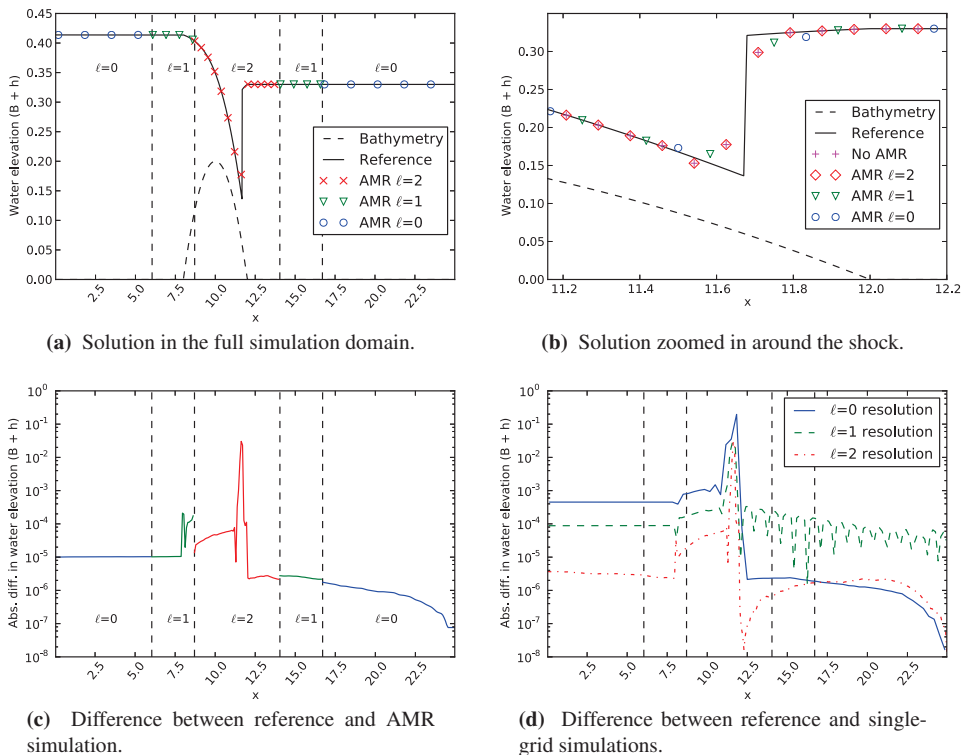 0.45
0.40
0.35
0.30
0.25
0.20
0.15
0.10
0.05
0.00
Water elevation (B + h)
ℓ=0
ℓ=1
ℓ=2
ℓ=1
ℓ=0
Bathymetry
Reference
AMR ℓ=2
AMR ℓ=1
AMR ℓ=0
2.5
5.0
7.5
10.0
12.5
15.0
17.5
20.0
22.5
x
(a) Solution in the full simulation domain.
0.30
0.25
0.20
0.15
0.10
0.05
0.00
Water elevation (B + h)
Bathymetry
Reference
No AMR
AMR ℓ=2
AMR ℓ=1
AMR ℓ=0
11.2
11.4
11.6
11.8
12.0
12.2
x
(b) Solution zoomed in around the shock.
10⁰
10⁻¹
10⁻²
10⁻³
10⁻⁴
10⁻⁵
10⁻⁶
10⁻⁷
10⁻⁸
Abs. diff. in water elevation (B + h)
ℓ=0
ℓ=1
ℓ=2
ℓ=1
ℓ=0
2.5
5.0
7.5
10.0
12.5
15.0
17.5
20.0
22.5
x
(c) Difference between reference and AMR
simulation.
10⁰
10⁻¹
10⁻²
10⁻³
10⁻⁴
10⁻⁵
10⁻⁶
10⁻⁷
10⁻⁸
Abs. diff. in water elevation (B + h)
ℓ=0 resolution
ℓ=1 resolution
ℓ=2 resolution
2.5
5.0
7.5
10.0
12.5
15.0
17.5
20.0
22.5
x
(d) Difference between reference and single-
grid simulations.